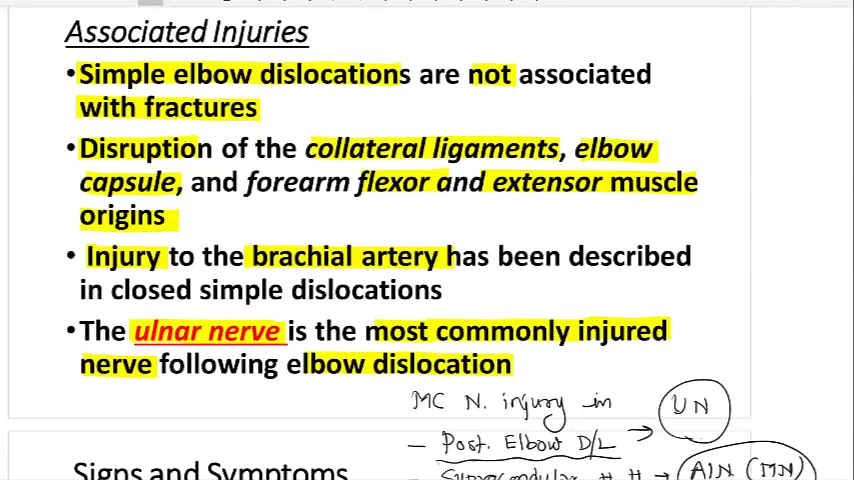 Associated Injuries
•Simple elbow dislocations are not associated
with fractures
•Disruption of the collateral ligaments, elbow
capsule, and forearm flexor and extensor muscle
origins
• Injury to the brachial artery has been described
in closed simple dislocations
•The ulnar nerve is the most commonly injured
nerve following elbow dislocation
MC N. injury in
UN
– Post. Elbow D/L →
Signs and Symptoms
– Supracondylar # → AIN (MN)